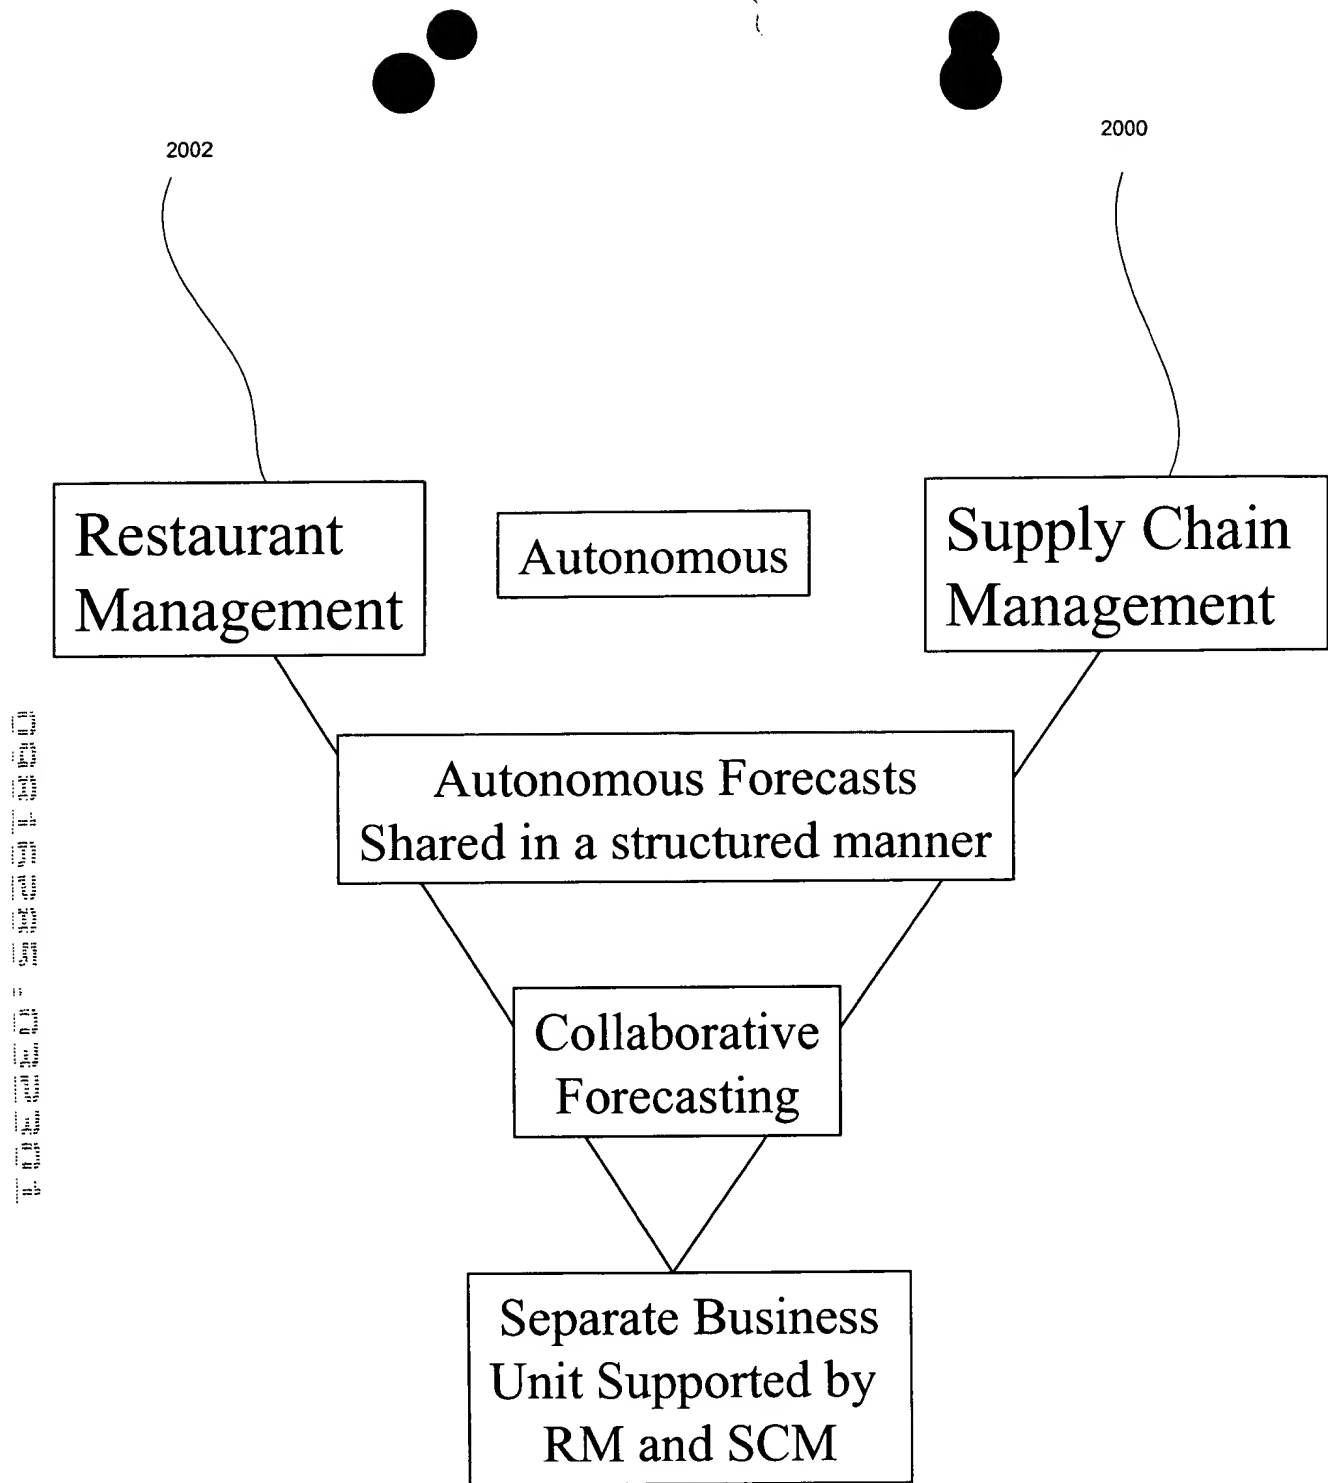 2002
2000
Restaurant
Management
Autonomous
Supply Chain
Management
Autonomous Forecasts
Shared in a structured manner
Collaborative
Forecasting
Separate Business
Unit Supported by
RM and SCM